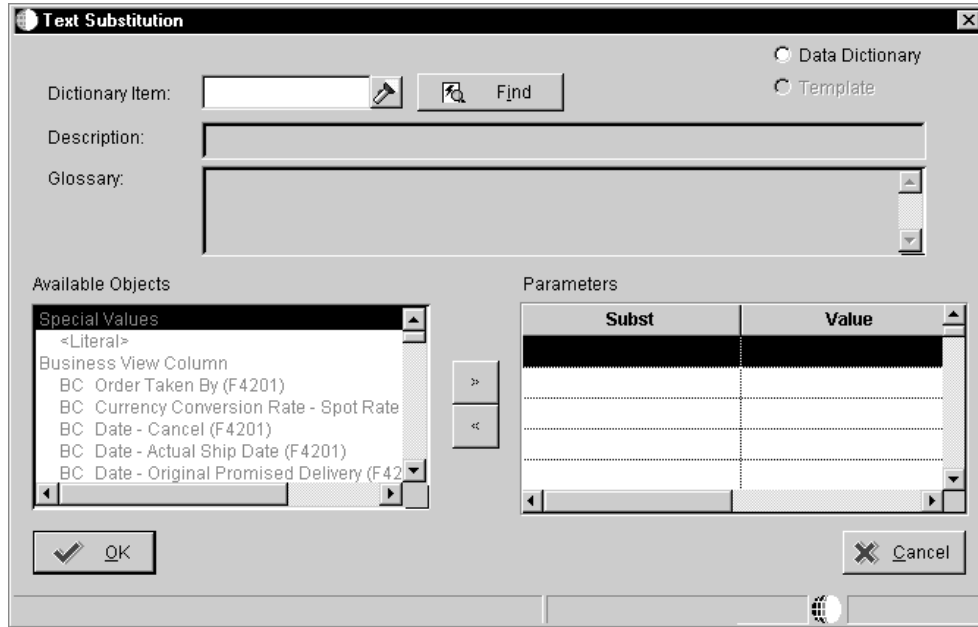 Text Substitution
Data Dictionary
Dictionary Item:
Find
Template
Description:
Glossary:
Available Objects
Parameters
Special Values
<Literal>
Business View Column
BC Order Taken By (F4201)
BC Currency Conversion Rate - Spot Rate
BC Date - Cancel (F4201)
BC Date - Actual Ship Date (F4201)
BC Date - Original Promised Delivery (F42
Subst Value
>
<
OK
Cancel